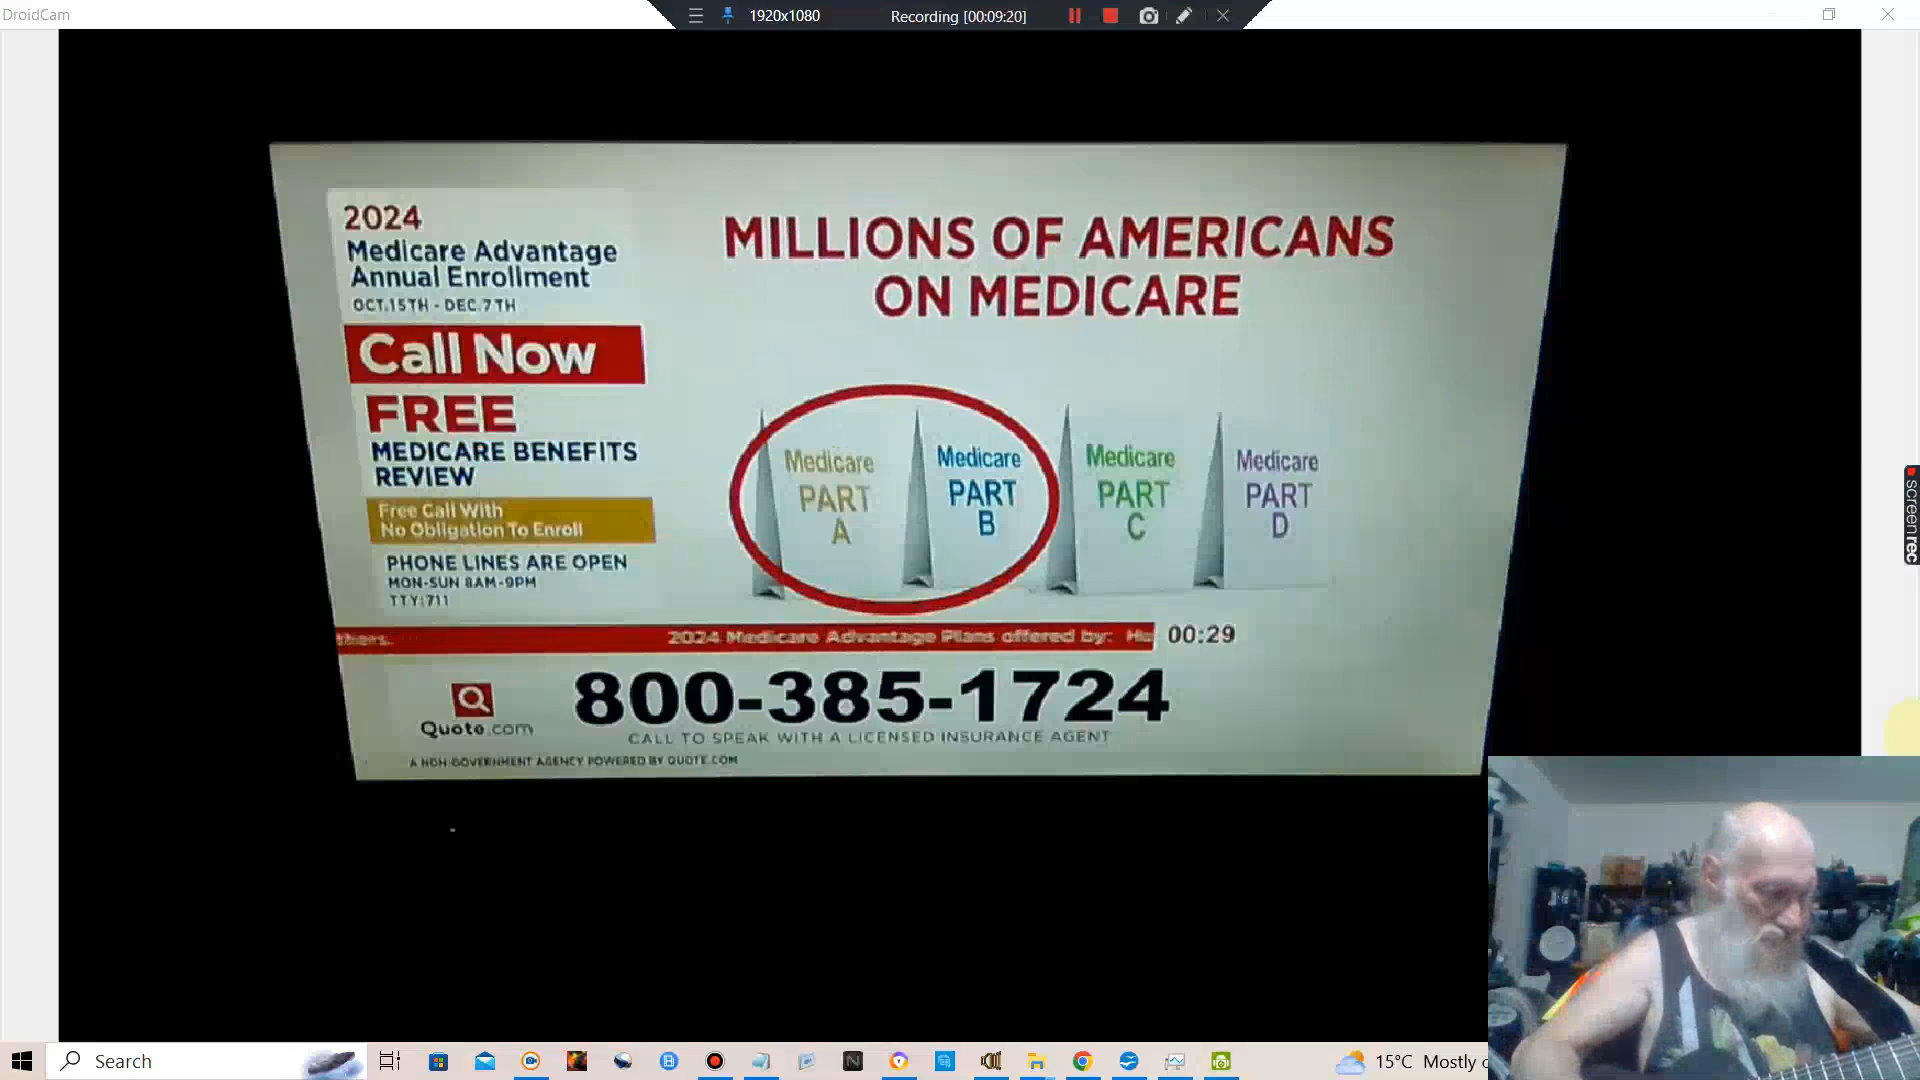 DroidCam
1920x1080
Recording [00:09:20]
2024
Medicare Advantage
Annual Enrollment
OCT.15TH - DEC.7TH
Call Now
FREE
MEDICARE BENEFITS
REVIEW
Free Call With
No Obligation To Enroll
PHONE LINES ARE OPEN
MON-SUN 8AM-9PM
TTY:711
MILLIONS OF AMERICANS
ON MEDICARE
Medicare
PART
A
Medicare
PART
B
Medicare
PART
C
Medicare
PART
D
2024 Medicare Advantage Plans offered by:
00:29
Quote.com
800-385-1724
CALL TO SPEAK WITH A LICENSED INSURANCE AGENT
A NON-GOVERNMENT AGENCY POWERED BY QUOTE.COM
screenrec
Search
15°C Mostly